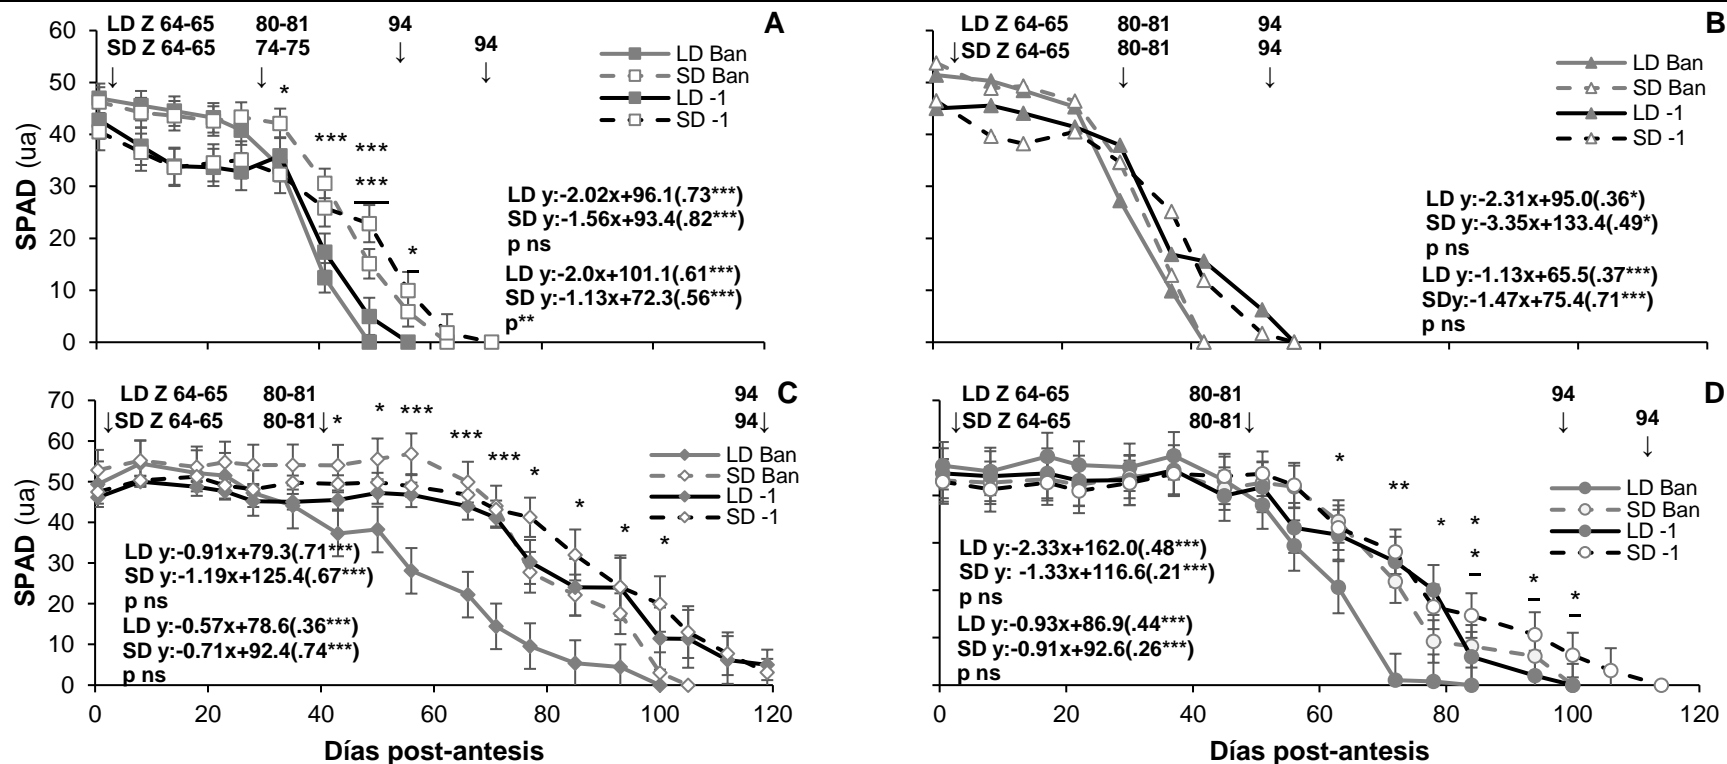 LD Z 64-65 80-81 94 A
SD Z 64-65 74-75 94
↓ ↓ ↓ ↓
60
50
40
30
20
10
0
SPAD (ua)
*
***
***
***
*
LD Ban
SD Ban
LD -1
SD -1
LD y:-2.02x+96.1(.73***)
SD y:-1.56x+93.4(.82***)
p ns
LD y:-2.0x+101.1(.61***)
SD y:-1.13x+72.3(.56***)
p**
LD Z 64-65 80-81 94 B
↓SD Z 64-65 80-81 94
↓ ↓
LD Ban
SD Ban
LD -1
SD -1
LD y:-2.31x+95.0(.36*)
SD y:-3.35x+133.4(.49*)
p ns
LD y:-1.13x+65.5(.37***)
SDy:-1.47x+75.4(.71***)
p ns
LD Z 64-65 80-81 94 C
↓SD Z 64-65 80-81↓ 94↓
70
60
50
40
30
20
10
0
SPAD (ua)
* * ***
***
***
*
*
*
*
LD Ban
SD Ban
LD -1
SD -1
LD y:-0.91x+79.3(.71***)
SD y:-1.19x+125.4(.67***)
p ns
LD y:-0.57x+78.6(.36***)
SD y:-0.71x+92.4(.74***)
p ns
0 20 40 60 80 100 120
Días post-antesis
LD Z 64-65 80-81 94 D
↓SD Z 64-65 80-81↓ ↓ 94
↓
*
**
* *
*
*
*
LD Ban
SD Ban
LD -1
SD -1
LD y:-2.33x+162.0(.48***)
SD y: -1.33x+116.6(.21***)
p ns
LD y:-0.93x+86.9(.44***)
SD y:-0.91x+92.6(.26***)
p ns
0 20 40 60 80 100 120
Días post-antesis